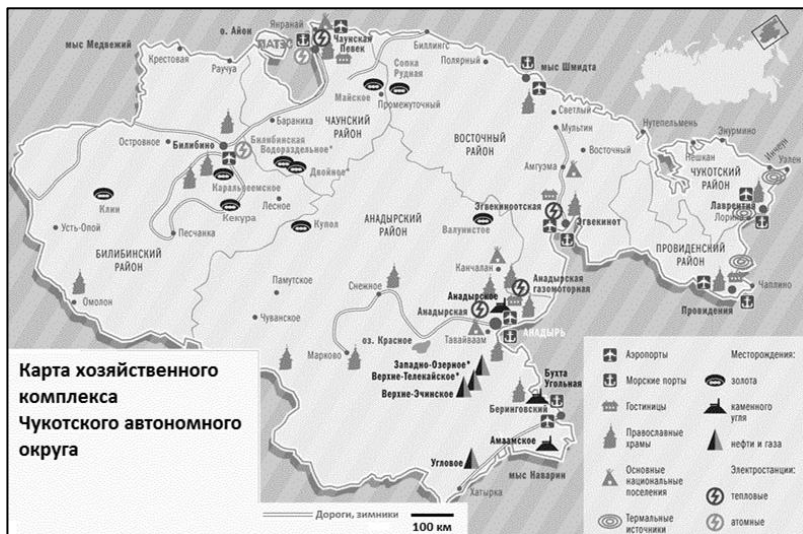 о. Айон
Янранай
Чаунская
Певек
ПАТЭС
мыс Медвежий
Крестовая
Раучуа
Биллингс
Полярный
мыс Шмидта
Сопка
Рудная
Майское
Промежуточный
ЧАУНСКИЙ
РАЙОН
Бараниха
ВОСТОЧНЫЙ
РАЙОН
Светлый
Мультин
Восточный
Амгуэма
Нутепельмен
Нешкан
Энурмино
Инчоун
Уэлен
ЧУКОТСКИЙ
РАЙОН
Лаврентия
Лорино
Островное
Билибино
Билибинская
Водораздельное*
Двойное*
Каральвеемское
Клин
Кекура
Лесное
Песчанка
Усть-Олой
БИЛИБИНСКИЙ
РАЙОН
Омолон
Купол
АНАДЫРСКИЙ
РАЙОН
Валунистое
Эгвекинотская
Эгвекинот
ПРОВИДЕНСКИЙ
РАЙОН
Чаплино
Провидения
Канчалан
Анадырская
газомоторная
Анадырское
Анадырская
АНАДЫРЬ
Тавайваам
Памутское
Снежное
Чуванское
Марково
оз. Красное
Западно-Озерное*
Верхне-Телекайское*
Верхне-Эчинское
Бухта
Угольная
Беринговский
Амаамское
Угловое
мыс Наварин
Хатырка
Карта хозяйственного
комплекса
Чукотского автономного
округа
Дороги, зимники
100 км
Аэропорты
Морские порты
Гостиницы
Православные
храмы
Основные
национальные
поселения
Термальные
источники
Месторождения:
золота
каменного
угля
нефти и газа
Электростанции:
тепловые
атомные